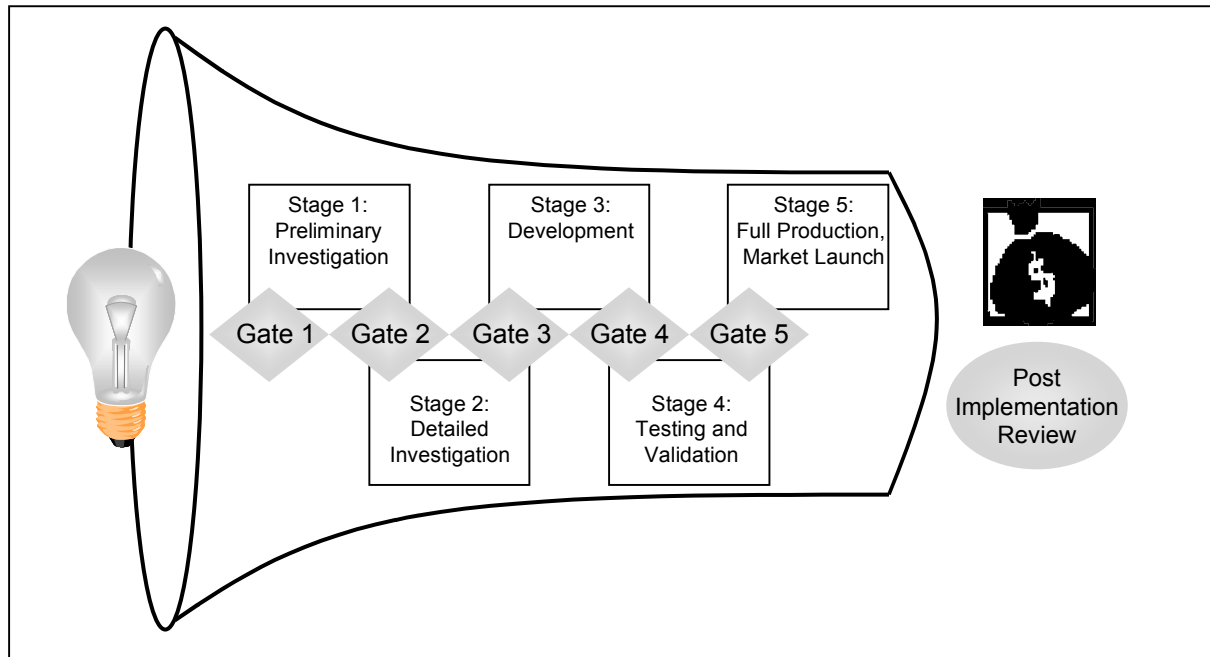 Stage 1:
Preliminary
Investigation
Stage 3:
Development
Stage 5:
Full Production,
Market Launch
Gate 1
Gate 2
Gate 3
Gate 4
Gate 5
Stage 2:
Detailed
Investigation
Stage 4:
Testing and
Validation
$
Post
Implementation
Review